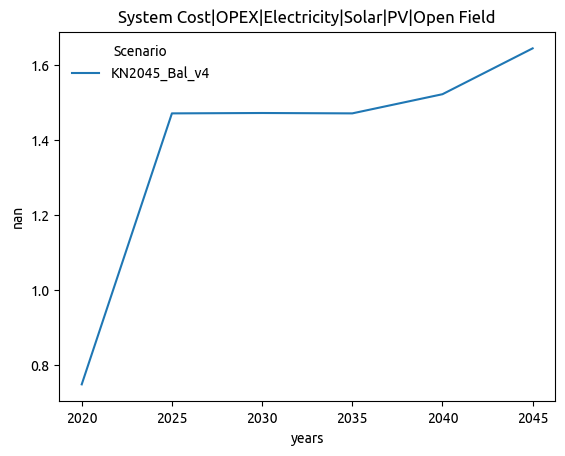 System Cost|OPEX|Electricity|Solar|PV|Open Field
Scenario
KN2045_Bal_v4
1.6
1.4
1.2
1.0
0.8
nan
2020 2025 2030 2035 2040 2045
years